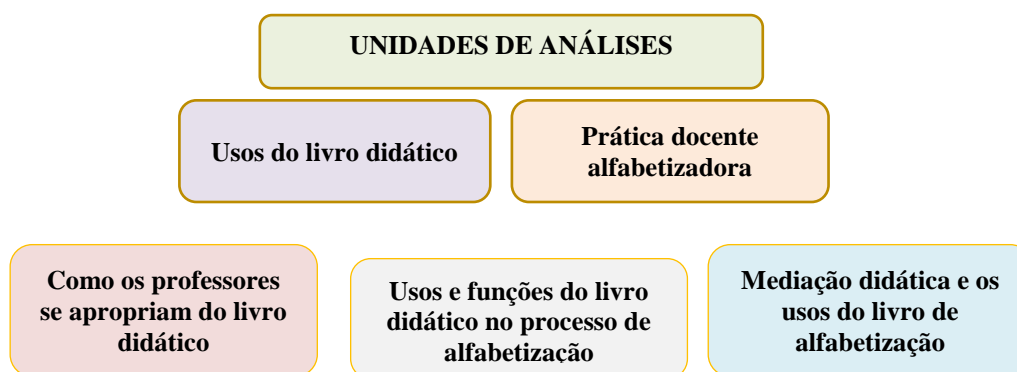 UNIDADES DE ANÁLISES
Usos do livro didático
Prática docente
alfabetizadora
Como os professores
se apropriam do livro
didático
Usos e funções do livro
didático no processo de
alfabetização
Mediação didática e os
usos do livro de
alfabetização